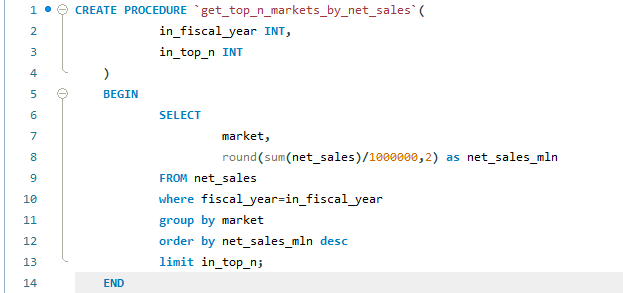 1 CREATE PROCEDURE `get_top_n_markets_by_net_sales`(
2 in_fiscal_year INT,
3 in_top_n INT
4 )
5 BEGIN
6 SELECT
7 market,
8 round(sum(net_sales)/1000000,2) as net_sales_mln
9 FROM net_sales
10 where fiscal_year=in_fiscal_year
11 group by market
12 order by net_sales_mln desc
13 limit in_top_n;
14 END